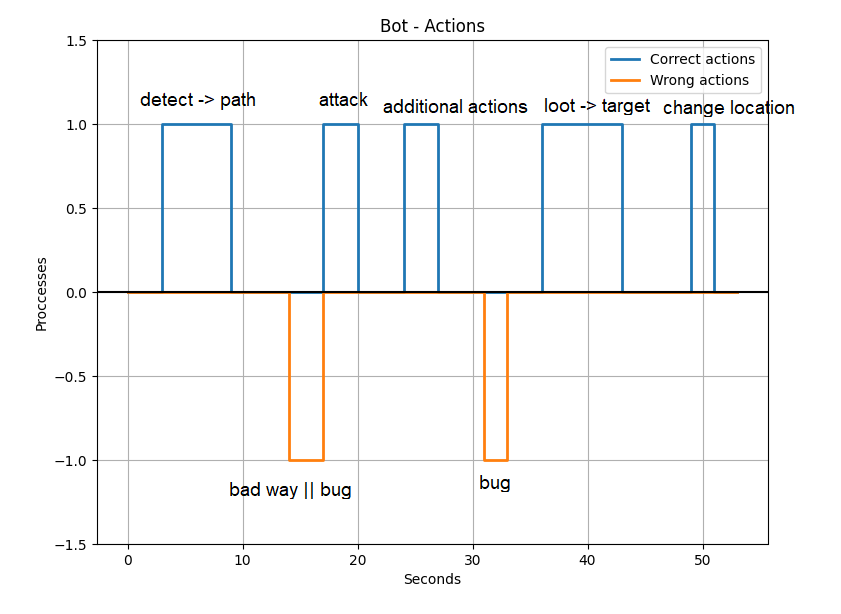 Bot - Actions
1.5
Correct actions
Wrong actions
detect -> path
attack
additional actions
loot -> target
change location
1.0
0.5
Proccesses
0.0
−0.5
−1.0
bad way || bug
bug
−1.5
0
10
20
30
40
50
Seconds